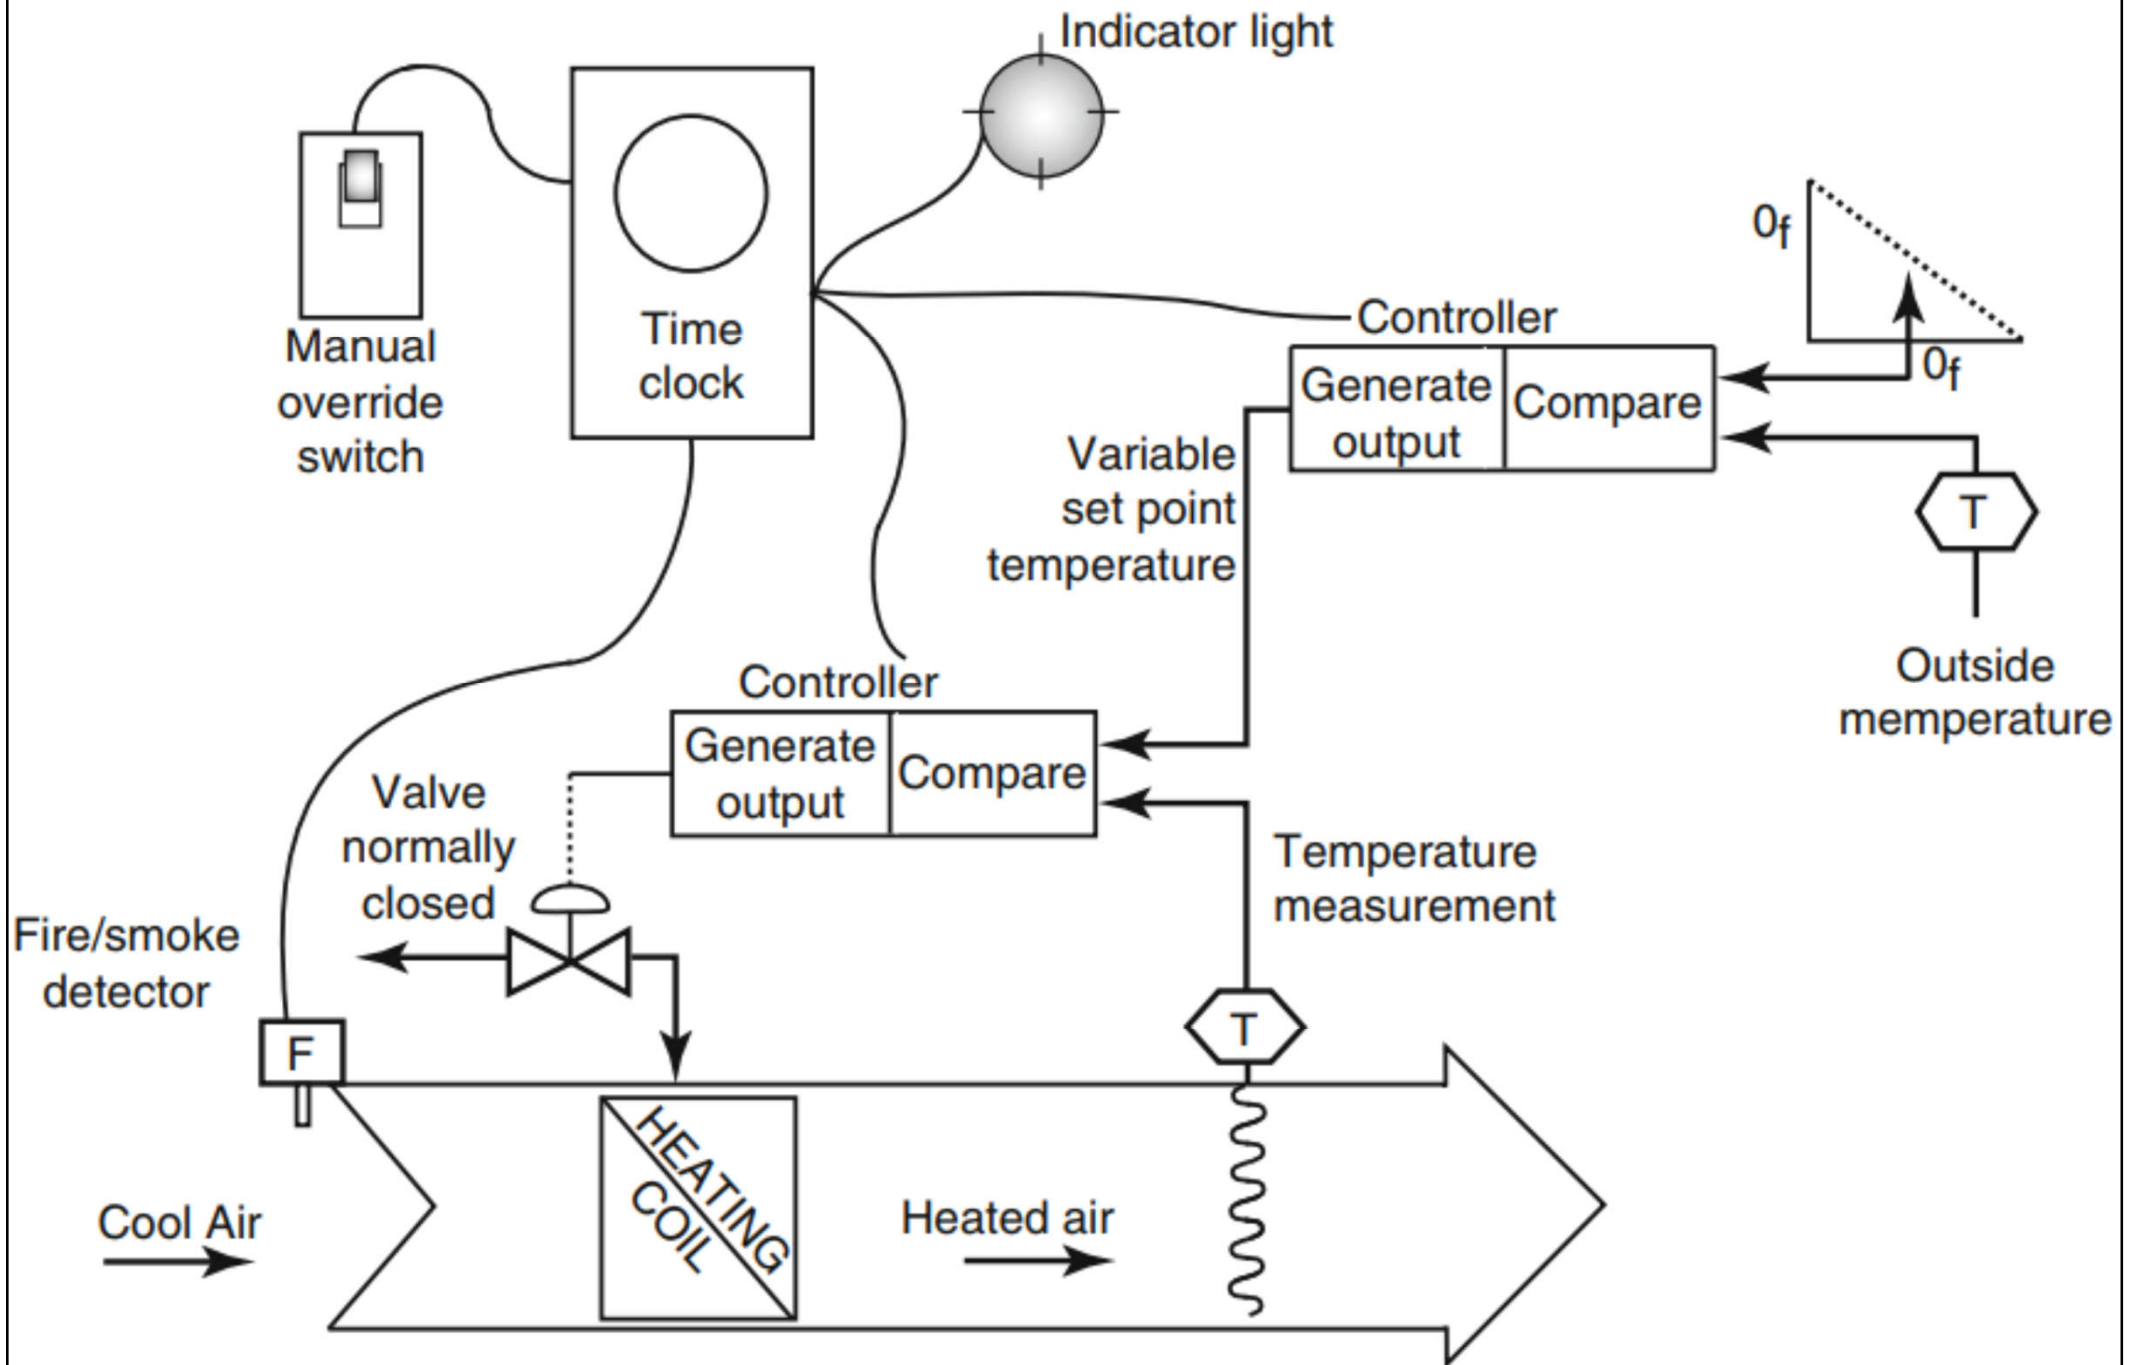 Indicator light
Manual
override
switch
Time
clock
0f
0f
Controller
Generate
output
Compare
Variable
set point
temperature
T
Outside
memperature
Controller
Generate
output
Compare
Valve
normally
closed
Temperature
measurement
Fire/smoke
detector
F
T
HEATING
COIL
Cool Air
Heated air